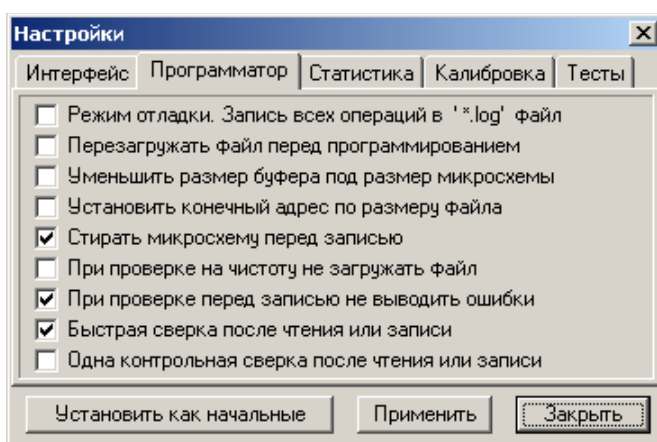 Настройки
Интерфейс Программатор Статистика Калибровка Тесты
Режим отладки. Запись всех операций в '*.log' файл
Перезагружать файл перед программированием
Уменьшить размер буфера под размер микросхемы
Установить конечный адрес по размеру файла
Стирать микросхему перед записью
При проверке на чистоту не загружать файл
При проверке перед записью не выводить ошибки
Быстрая сверка после чтения или записи
Одна контрольная сверка после чтения или записи
Установить как начальные Применить Закрыть